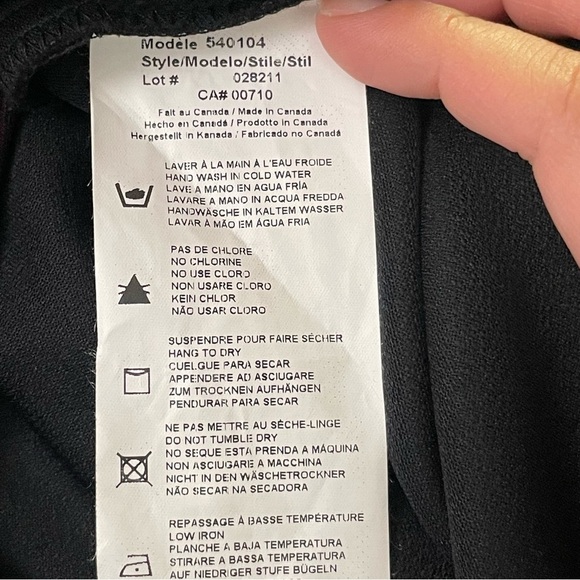 Modèle 540104
Style/Modelo/Stile/Stil
Lot # 028211
CA# 00710
Fait au Canada / Made in Canada
Hecho en Canadá / Prodotto in Canada
Hergestellt in Kanada / Fabricado no Canadá
LAVER À LA MAIN À L'EAU FROIDE
HAND WASH IN COLD WATER
LAVE A MANO EN AGUA FRÍA
LAVARE A MANO IN ACQUA FREDDA
HANDWÄSCHE IN KALTEM WASSER
LAVAR À MÃO EM ÁGUA FRIA
PAS DE CHLORE
NO CHLORINE
NO USE CLORO
NON USARE CLORO
KEIN CHLOR
NÃO USAR CLORO
SUSPENDRE POUR FAIRE SÉCHER
HANG TO DRY
CUELGUE PARA SECAR
APPENDERE AD ASCIUGARE
ZUM TROCKNEN AUFHÄNGEN
PENDURAR PARA SECAR
NE PAS METTRE AU SÈCHE-LINGE
DO NOT TUMBLE DRY
NO SEQUE ESTA PRENDA A MÁQUINA
NON ASCIUGARE A MACCHINA
NICHT IN DEN WÄSCHETROCKNER
NÃO SECAR NA SECADORA
REPASSAGE À BASSE TEMPÉRATURE
LOW IRON
PLANCHE A BAJA TEMPERATURA
STIRARE A BASSA TEMPERATURA
AUF NIEDRIGER STUFE BÜGELN